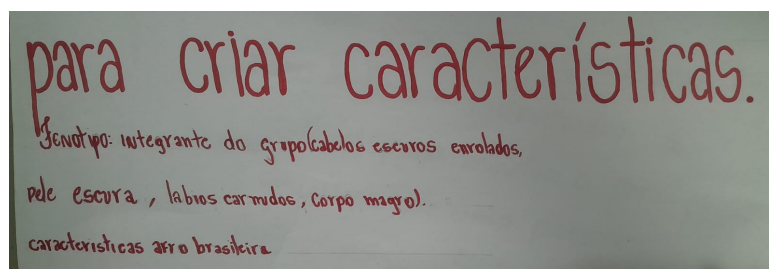 para criar características.
Fenotipo: integrante do grupo(cabelos escuros enrolados,
pele escura, labios carnudos, corpo magro).
caracteristicas afro brasileira